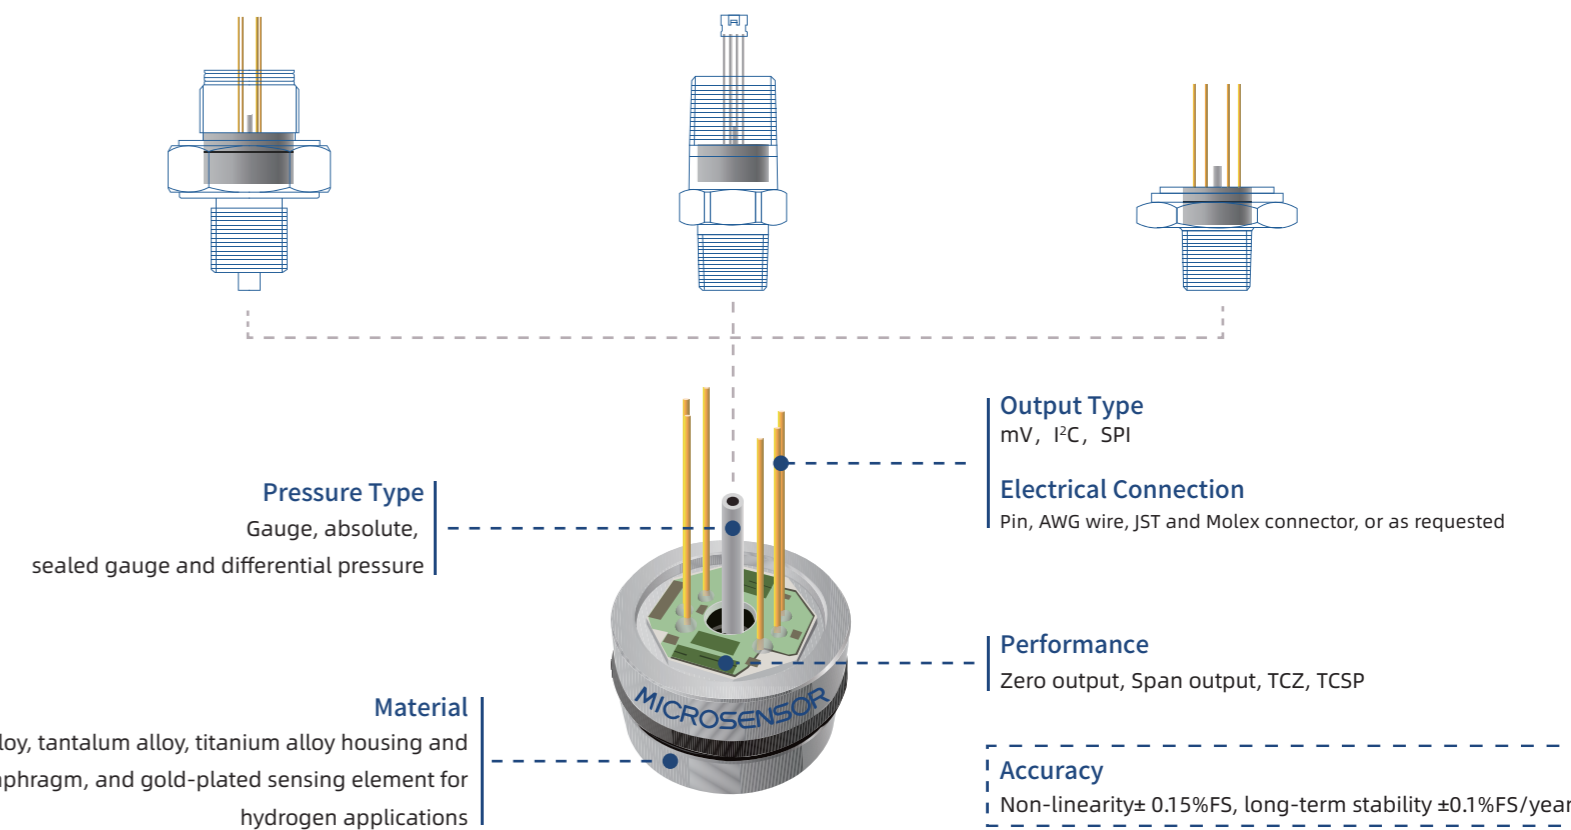 Output Type
mV, I²C, SPI
Electrical Connection
Pin, AWG wire, JST and Molex connector, or as requested
Pressure Type
Gauge, absolute,
sealed gauge and differential pressure
Performance
Zero output, Span output, TCZ, TCSP
MICROSENSOR
Material
tantalum alloy, titanium alloy housing and
and gold-plated sensing element for
hydrogen applications
Accuracy
Non-linearity± 0.15%FS, long-term stability ±0.1%FS/year